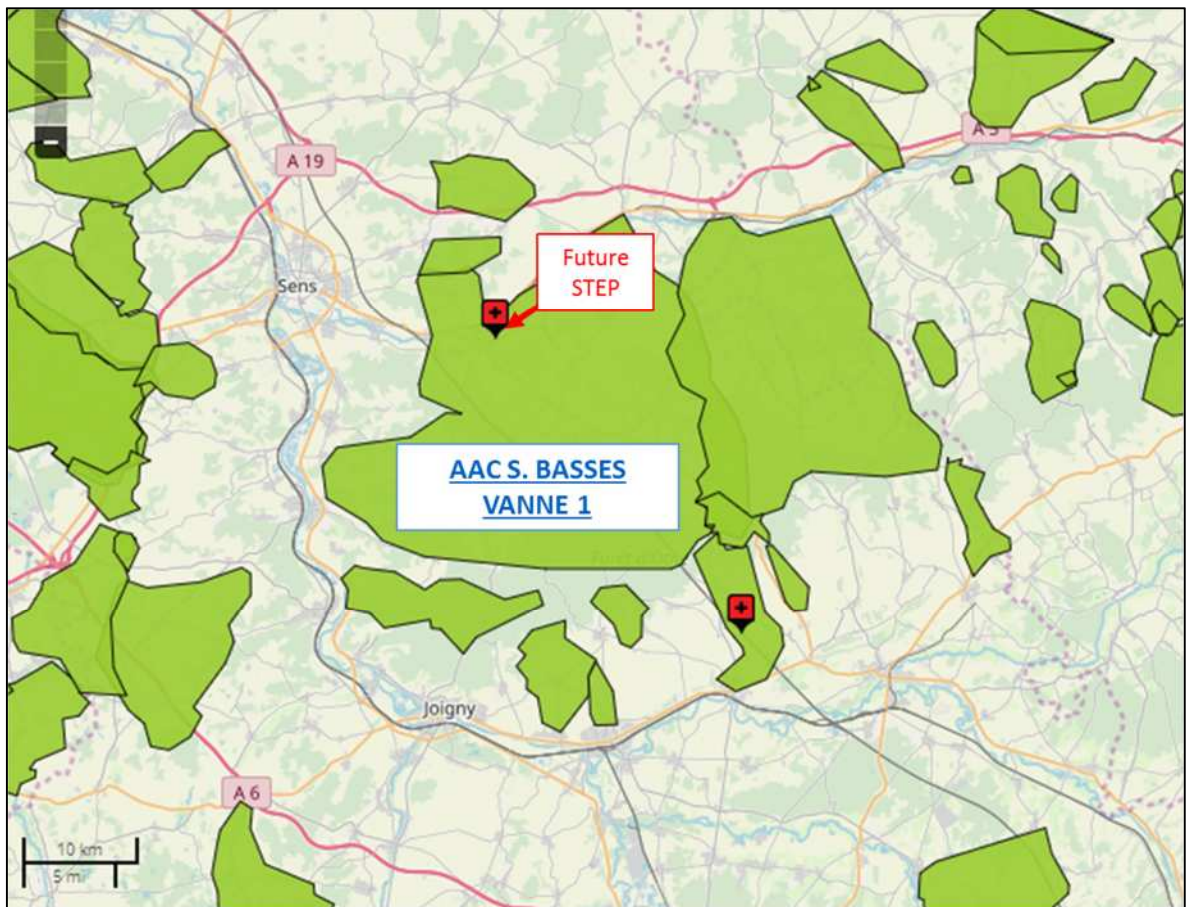 A 19
A 5
Sens
Future
STEP
AAC S. BASSES
VANNE 1
Joigny
A 6
10 km
5 mi